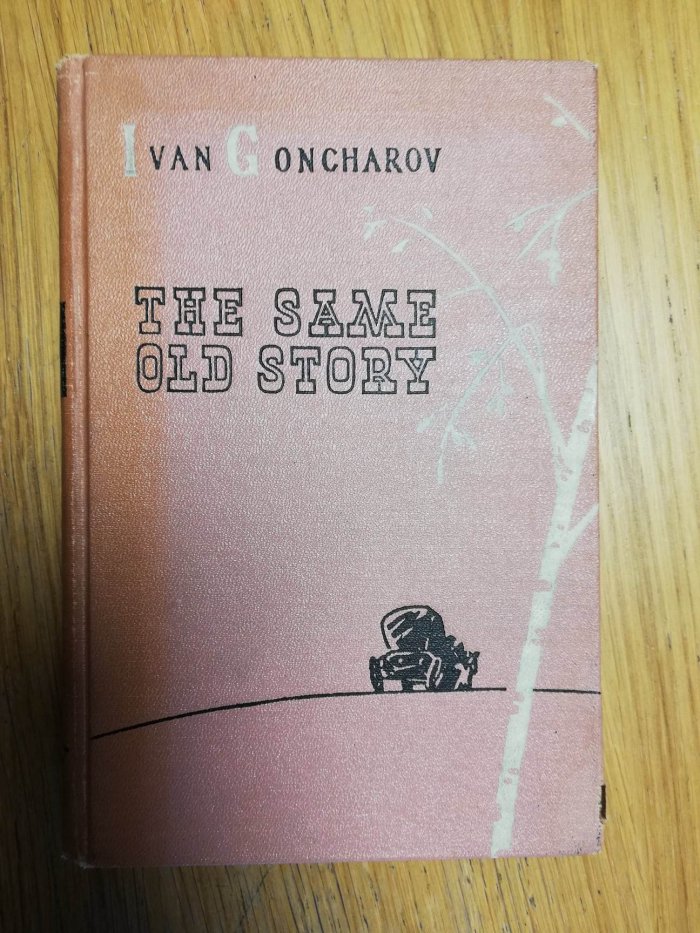 IVAN GONCHAROV
THE SAME
OLD STORY